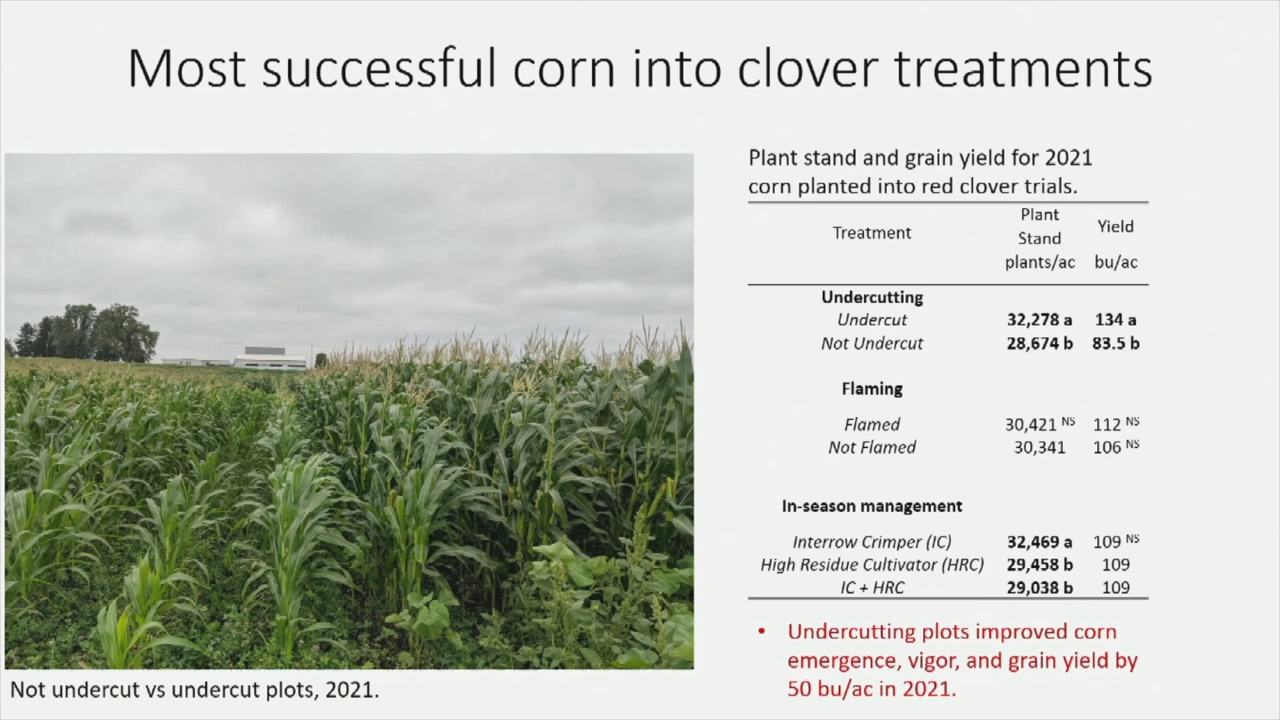 Most successful corn into clover treatments
Plant stand and grain yield for 2021
corn planted into red clover trials.
Treatment Plant Stand plants/ac Yield bu/ac
Undercutting
Undercut 32,278 a 134 a
Not Undercut 28,674 b 83.5 b
Flaming
Flamed 30,421 NS 112 NS
Not Flamed 30,341 106 NS
In-season management
Interrow Crimper (IC) 32,469 a 109 NS
High Residue Cultivator (HRC) 29,458 b 109
IC + HRC 29,038 b 109
• Undercutting plots improved corn
emergence, vigor, and grain yield by
50 bu/ac in 2021.
Not undercut vs undercut plots, 2021.